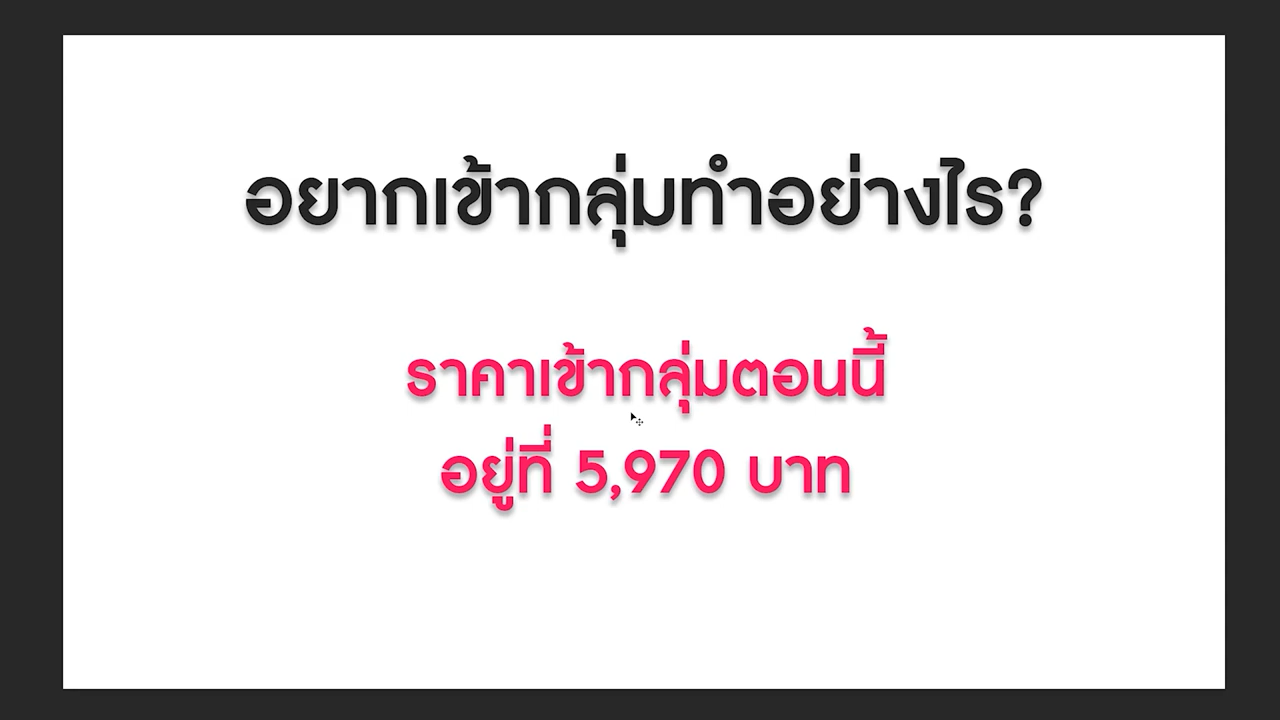 อยากเข้ากลุ่มทำอย่างไร?
ราคาเข้ากลุ่มตอนนี้
อยู่ที่ 5,970 บาท